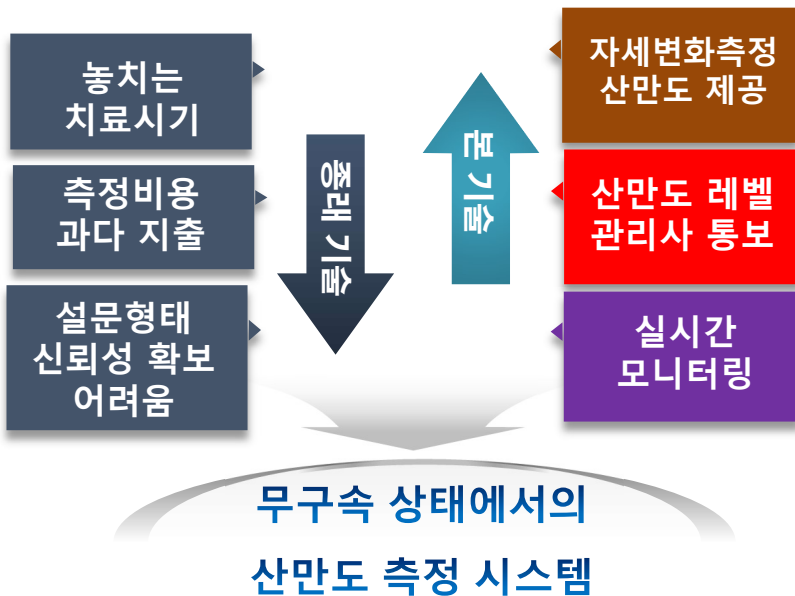 놓치는
치료시기
측정비용
과다 지출
설문형태
신뢰성 확보
어려움
종래 기술
본 기술
자세변화측정
산만도 제공
산만도 레벨
관리사 통보
실시간
모니터링
무구속 상태에서의
산만도 측정 시스템